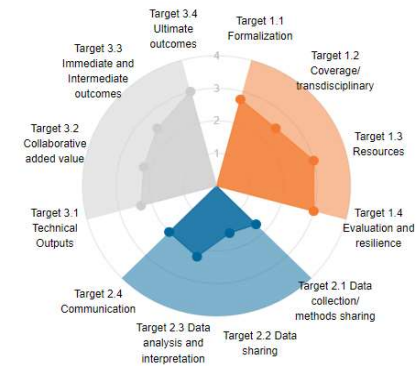 Target 3.4
Ultimate
outcomes
Target 1.1
Formalization
Target 1.2
Coverage/
transdisciplinary
Target 1.3
Resources
Target 1.4
Evaluation and
resilience
Target 2.1 Data
collection/
methods sharing
Target 2.2 Data
sharing
Target 2.3 Data
analysis and
interpretation
Target 2.4
Communication
Target 3.1
Technical
Outputs
Target 3.2
Collaborative
added value
Target 3.3
Immediate and
Intermediate
outcomes
4
3
2
1